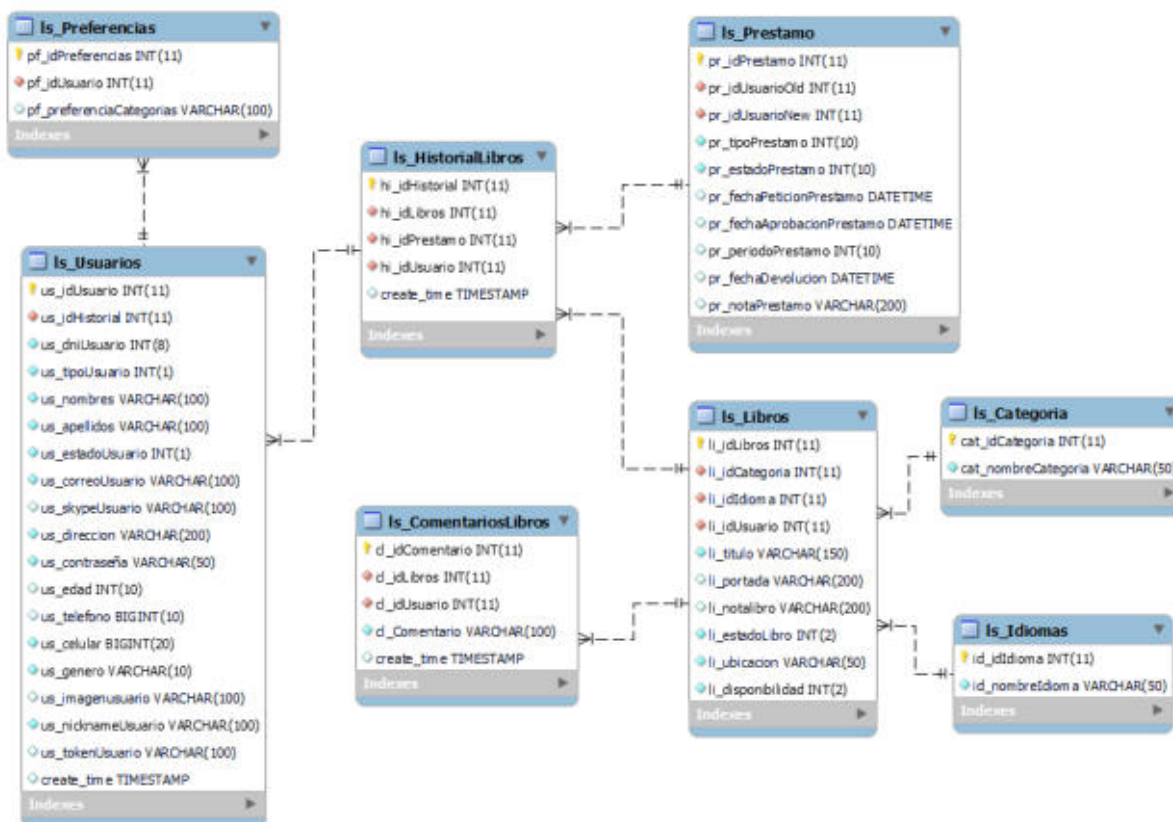 ls_Preferencias
pf_idPreferencias INT(11)
pf_idUsuario INT(11)
pf_preferenciaCategorias VARCHAR(100)
Indexes
ls_Usuarios
us_idUsuario INT(11)
us_idHistorial INT(11)
us_dniUsuario INT(8)
us_tipoUsuario INT(1)
us_nombres VARCHAR(100)
us_apellidos VARCHAR(100)
us_estadoUsuario INT(1)
us_correoUsuario VARCHAR(100)
us_skypeUsuario VARCHAR(100)
us_direccion VARCHAR(200)
us_contraseña VARCHAR(50)
us_edad INT(10)
us_telefono BIGINT(10)
us_celular BIGINT(20)
us_genero VARCHAR(10)
us_imagenusuario VARCHAR(100)
us_nicknameUsuario VARCHAR(100)
us_tokenUsuario VARCHAR(100)
create_time TIMESTAMP
Indexes
ls_HistorialLibros
hi_idHistorial INT(11)
hi_idLibros INT(11)
hi_idPrestamo INT(11)
hi_idUsuario INT(11)
create_time TIMESTAMP
Indexes
ls_ComentariosLibros
cl_idComentario INT(11)
cl_idLibros INT(11)
cl_idUsuario INT(11)
cl_Comentario VARCHAR(100)
create_time TIMESTAMP
Indexes
ls_Prestamo
pr_idPrestamo INT(11)
pr_idUsuarioOld INT(11)
pr_idUsuarioNew INT(11)
pr_tipoPrestamo INT(10)
pr_estadoPrestamo INT(10)
pr_fechaPeticionPrestamo DATETIME
pr_fechaAprobacionPrestamo DATETIME
pr_periodoPrestamo INT(10)
pr_fechaDevolucion DATETIME
pr_notaPrestamo VARCHAR(200)
Indexes
ls_Libros
li_idLibros INT(11)
li_idCategoria INT(11)
li_idIdioma INT(11)
li_idUsuario INT(11)
li_titulo VARCHAR(150)
li_portada VARCHAR(200)
li_notalibro VARCHAR(200)
li_estadoLibro INT(2)
li_ubicacion VARCHAR(50)
li_disponibilidad INT(2)
Indexes
ls_Categoria
cat_idCategoria INT(11)
cat_nombreCategoria VARCHAR(50
Indexes
ls_Idiomas
id_idIdioma INT(11)
id_nombreIdioma VARCHAR(50)
Indexes